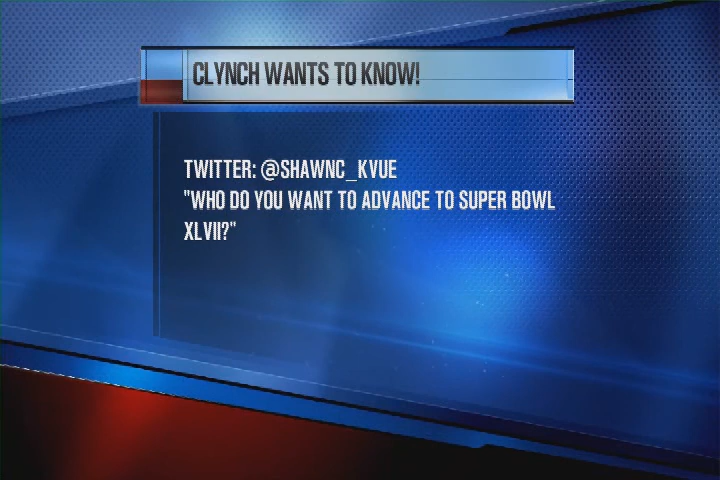 CLYNCH WANTS TO KNOW!
TWITTER: @SHAWNC_KVUE
"WHO DO YOU WANT TO ADVANCE TO SUPER BOWL
XLVII?"